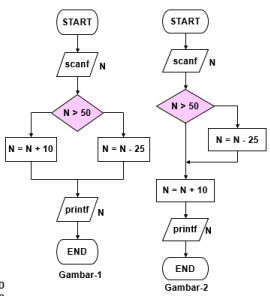 START
scanf N
N > 50
N = N + 10
N = N - 25
printf N
END
Gambar-1
START
scanf N
N > 50
N = N - 25
N = N + 10
printf N
END
Gambar-2